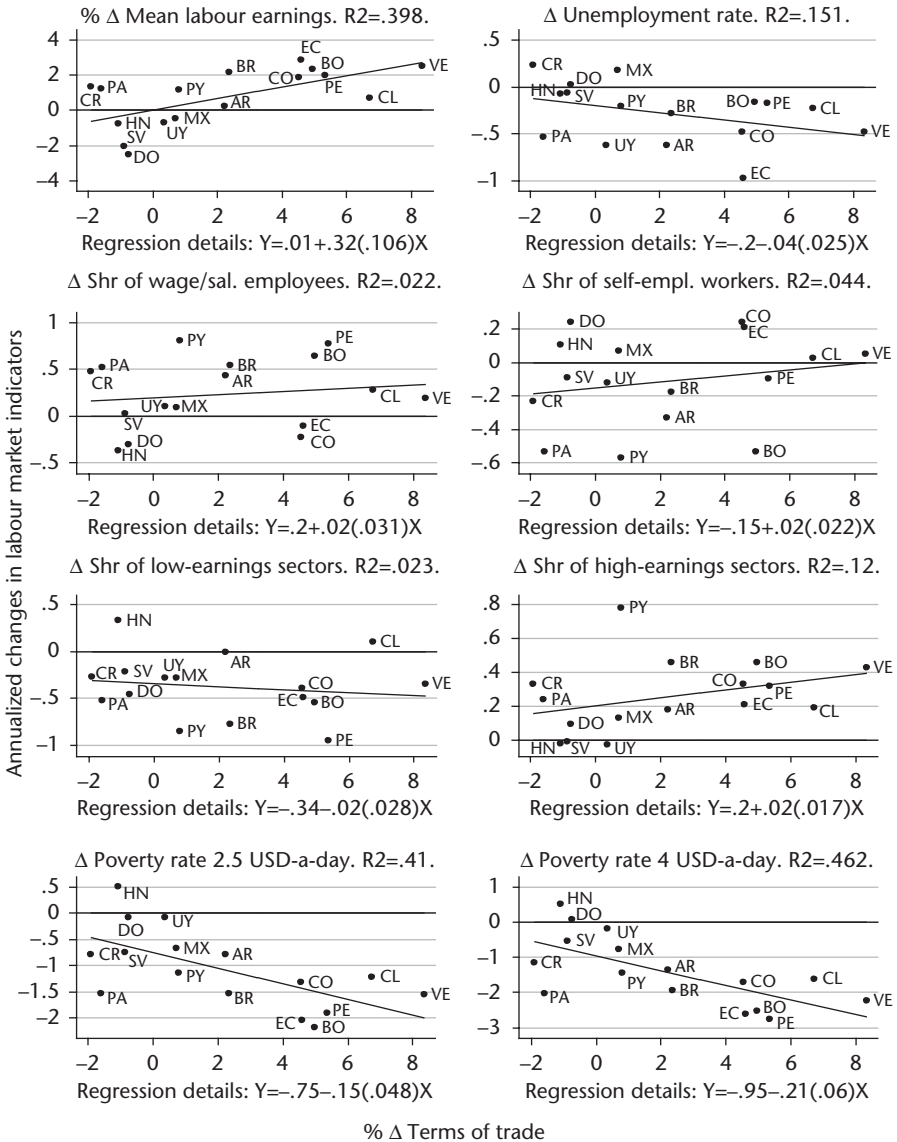 Annualized changes in labour market indicators
% Δ Mean labour earnings. R2=.398.
4
2
0
−2
−4
EC
BO
VE
BR
PA
PY
CO
PE
CR
AR
CL
HN
MX
UY
SV
DO
−2 0 2 4 6 8
Regression details: Y=.01+.32(.106)X
Δ Unemployment rate. R2=.151.
.5
0
−.5
−1
CR
MX
DO
HN
SV
PY
BR
BO
PE
PA
UY
AR
CO
VE
EC
−2 0 2 4 6 8
Regression details: Y=−.2−.04(.025)X
Δ Shr of wage/sal. employees. R2=.022.
1
.5
0
−.5
PY
PE
BO
PA
CR
BR
AR
CL
VE
UY
MX
SV
EC
CO
DO
HN
−2 0 2 4 6 8
Regression details: Y=.2+.02(.031)X
Δ Shr of self-empl. workers. R2=.044.
.2
0
−.2
−.4
−.6
DO
CO
EC
HN
MX
CL
VE
SV
UY
PE
CR
BR
AR
PA
PY
BO
−2 0 2 4 6 8
Regression details: Y=−.15+.02(.022)X
Δ Shr of low-earnings sectors. R2=.023.
.5
0
−.5
−1
HN
CL
AR
UY
CR
SV
MX
DO
PA
CO
EC
BO
VE
PY
BR
PE
−2 0 2 4 6 8
Regression details: Y=−.34−.02(.028)X
Δ Shr of high-earnings sectors. R2=.12.
.8
.6
.4
.2
0
PY
BR
BO
VE
CR
CO
PE
PA
EC
CL
AR
MX
DO
HN
SV
UY
−2 0 2 4 6 8
Regression details: Y=.2+.02(.017)X
Δ Poverty rate 2.5 USD-a-day. R2=.41.
.5
0
−.5
−1
−1.5
−2
HN
DO
UY
CR
SV
MX
AR
PY
CO
CL
PA
BR
VE
PE
EC
BO
−2 0 2 4 6 8
Regression details: Y=−.75−.15(.048)X
Δ Poverty rate 4 USD-a-day. R2=.462.
1
0
−1
−2
−3
HN
DO
UY
SV
MX
CR
PY
AR
CO
CL
PA
BR
VE
EC
BO
PE
−2 0 2 4 6 8
Regression details: Y=−.95−.21(.06)X
% Δ Terms of trade